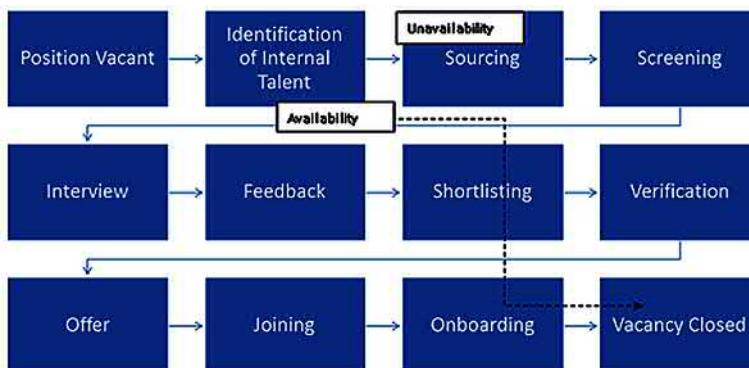 Position Vacant
Identification
of Internal
Talent
Unavailability
Sourcing
Screening
Availability
Interview
Feedback
Shortlisting
Verification
Offer
Joining
Onboarding
Vacancy Closed